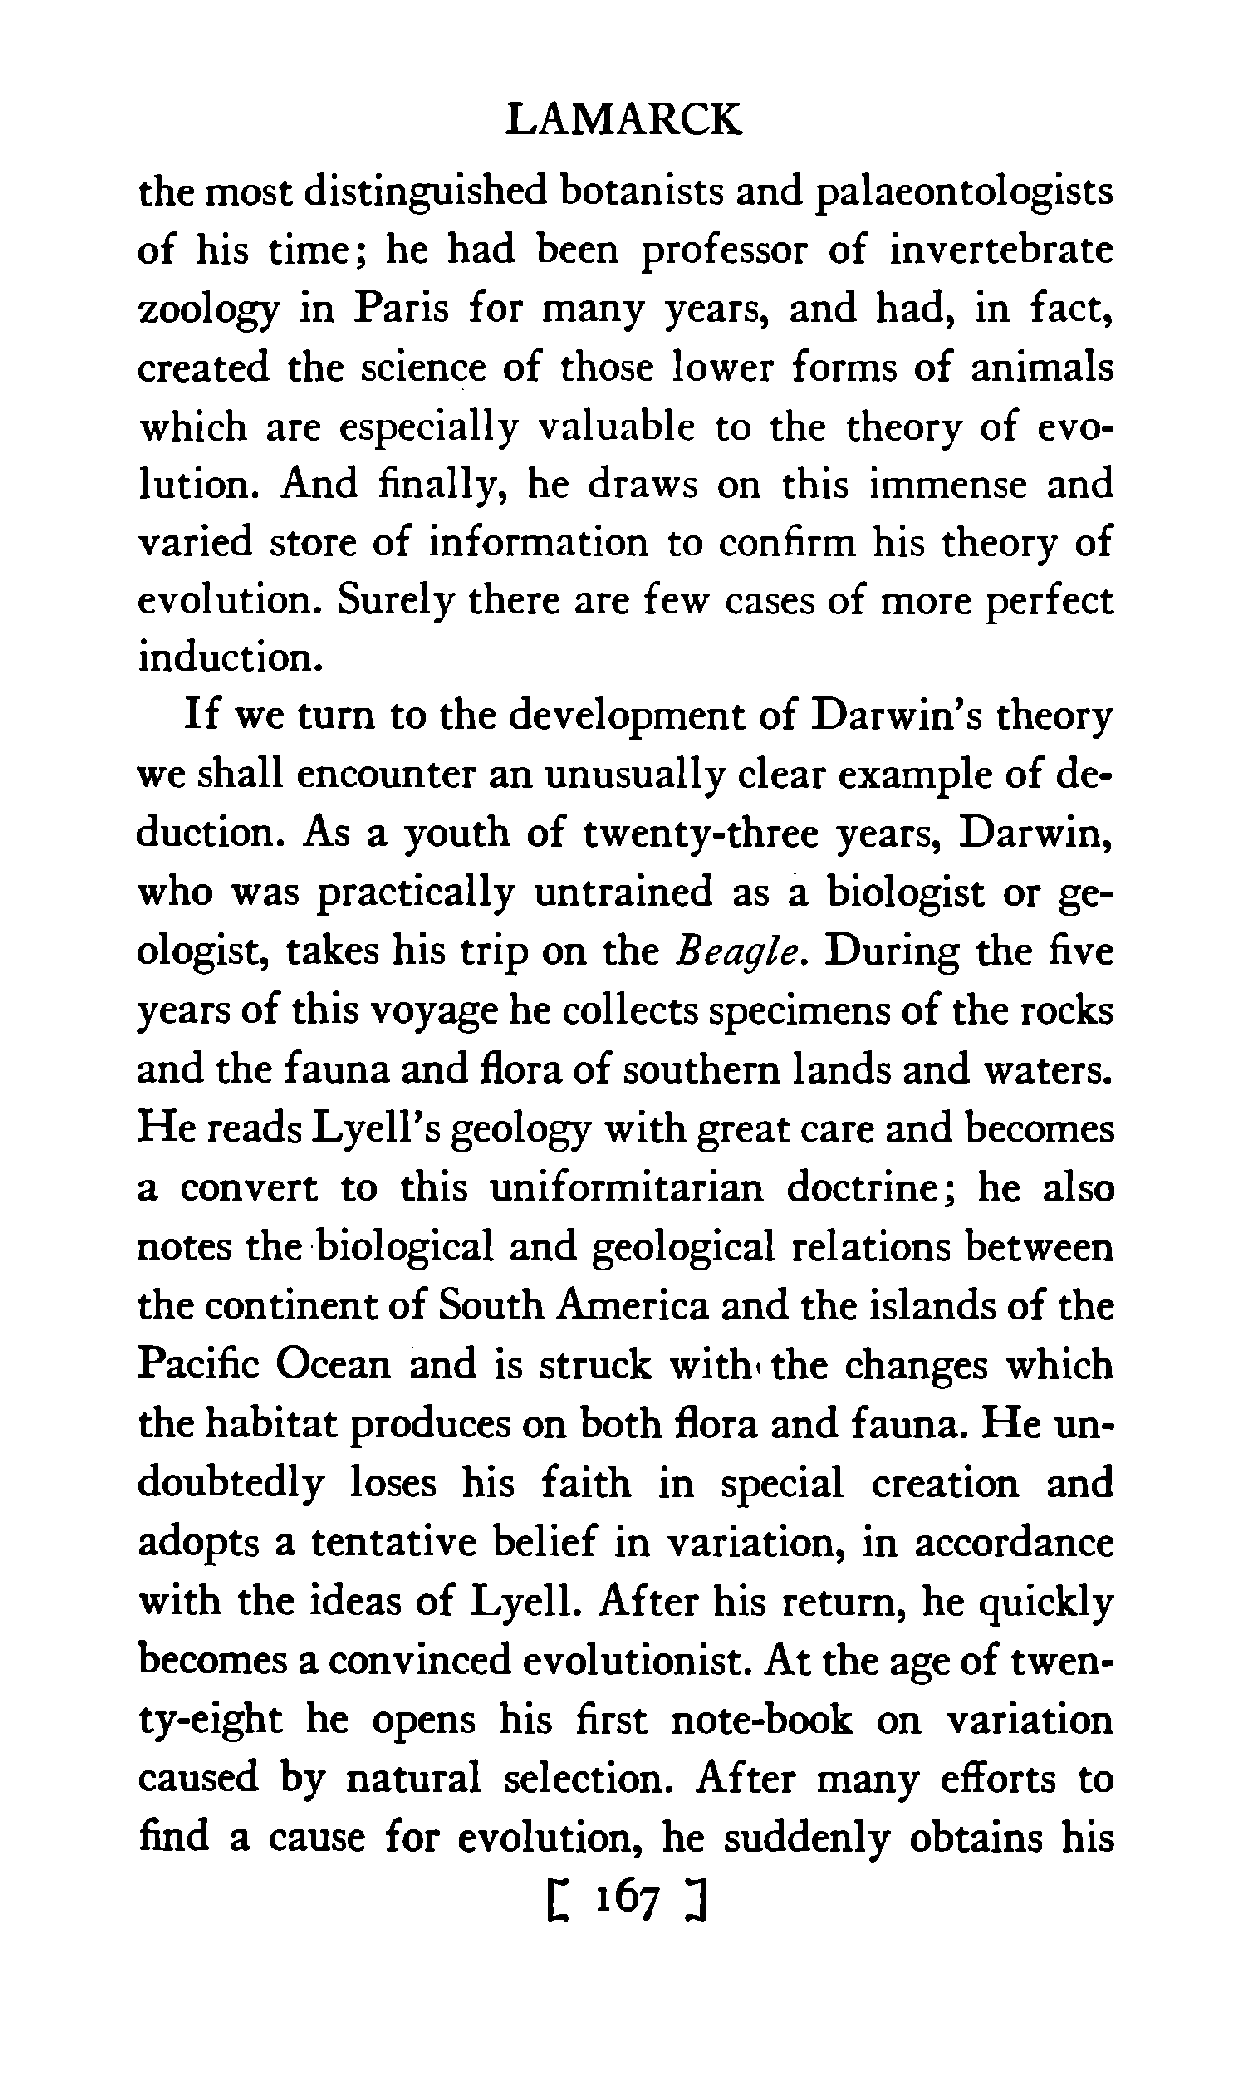 LAMARCK
the most distinguished botanists and palaeontologists
of his time; he had been professor of invertebrate
zoology in Paris for many years, and had, in fact,
created the science of those lower forms of animals
which are especially valuable to the theory of evo-
lution. And finally, he draws on this immense and
varied store of information to confirm his theory of
evolution. Surely there are few cases of more perfect
induction.
If we turn to the development of Darwin's theory
we shall encounter an unusually clear example of de-
duction. As a youth of twenty-three years, Darwin,
who was practically untrained as a biologist or ge-
ologist, takes his trip on the Beagle. During the five
years of this voyage he collects specimens of the rocks
and the fauna and flora of southern lands and waters.
He reads Lyell's geology with great care and becomes
a convert to this uniformitarian doctrine; he also
notes the biological and geological relations between
the continent of South America and the islands of the
Pacific Ocean and is struck with the changes which
the habitat produces on both flora and fauna. He un-
doubtedly loses his faith in special creation and
adopts a tentative belief in variation, in accordance
with the ideas of Lyell. After his return, he quickly
becomes a convinced evolutionist. At the age of twen-
ty-eight he opens his first note-book on variation
caused by natural selection. After many efforts to
find a cause for evolution, he suddenly obtains his
[ 167 ]